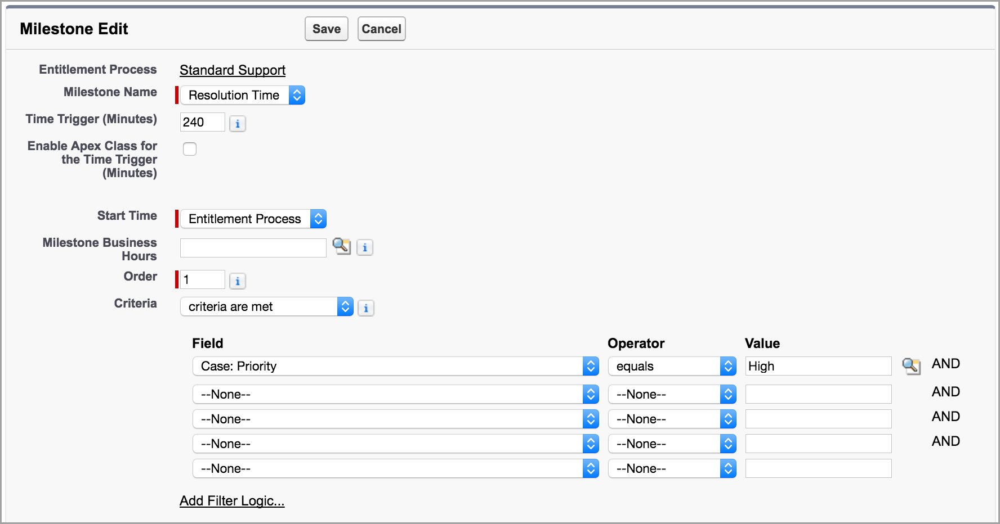 Milestone Edit
Save
Cancel
Entitlement Process
Standard Support
Milestone Name
Resolution Time
Time Trigger (Minutes)
240
i
Enable Apex Class for
the Time Trigger
(Minutes)
Start Time
Entitlement Process
Milestone Business
Hours
i
Order
1
i
Criteria
criteria are met
i
Field Operator Value
Case: Priority equals High AND
--None-- --None-- AND
--None-- --None-- AND
--None-- --None-- AND
--None-- --None--
Add Filter Logic...